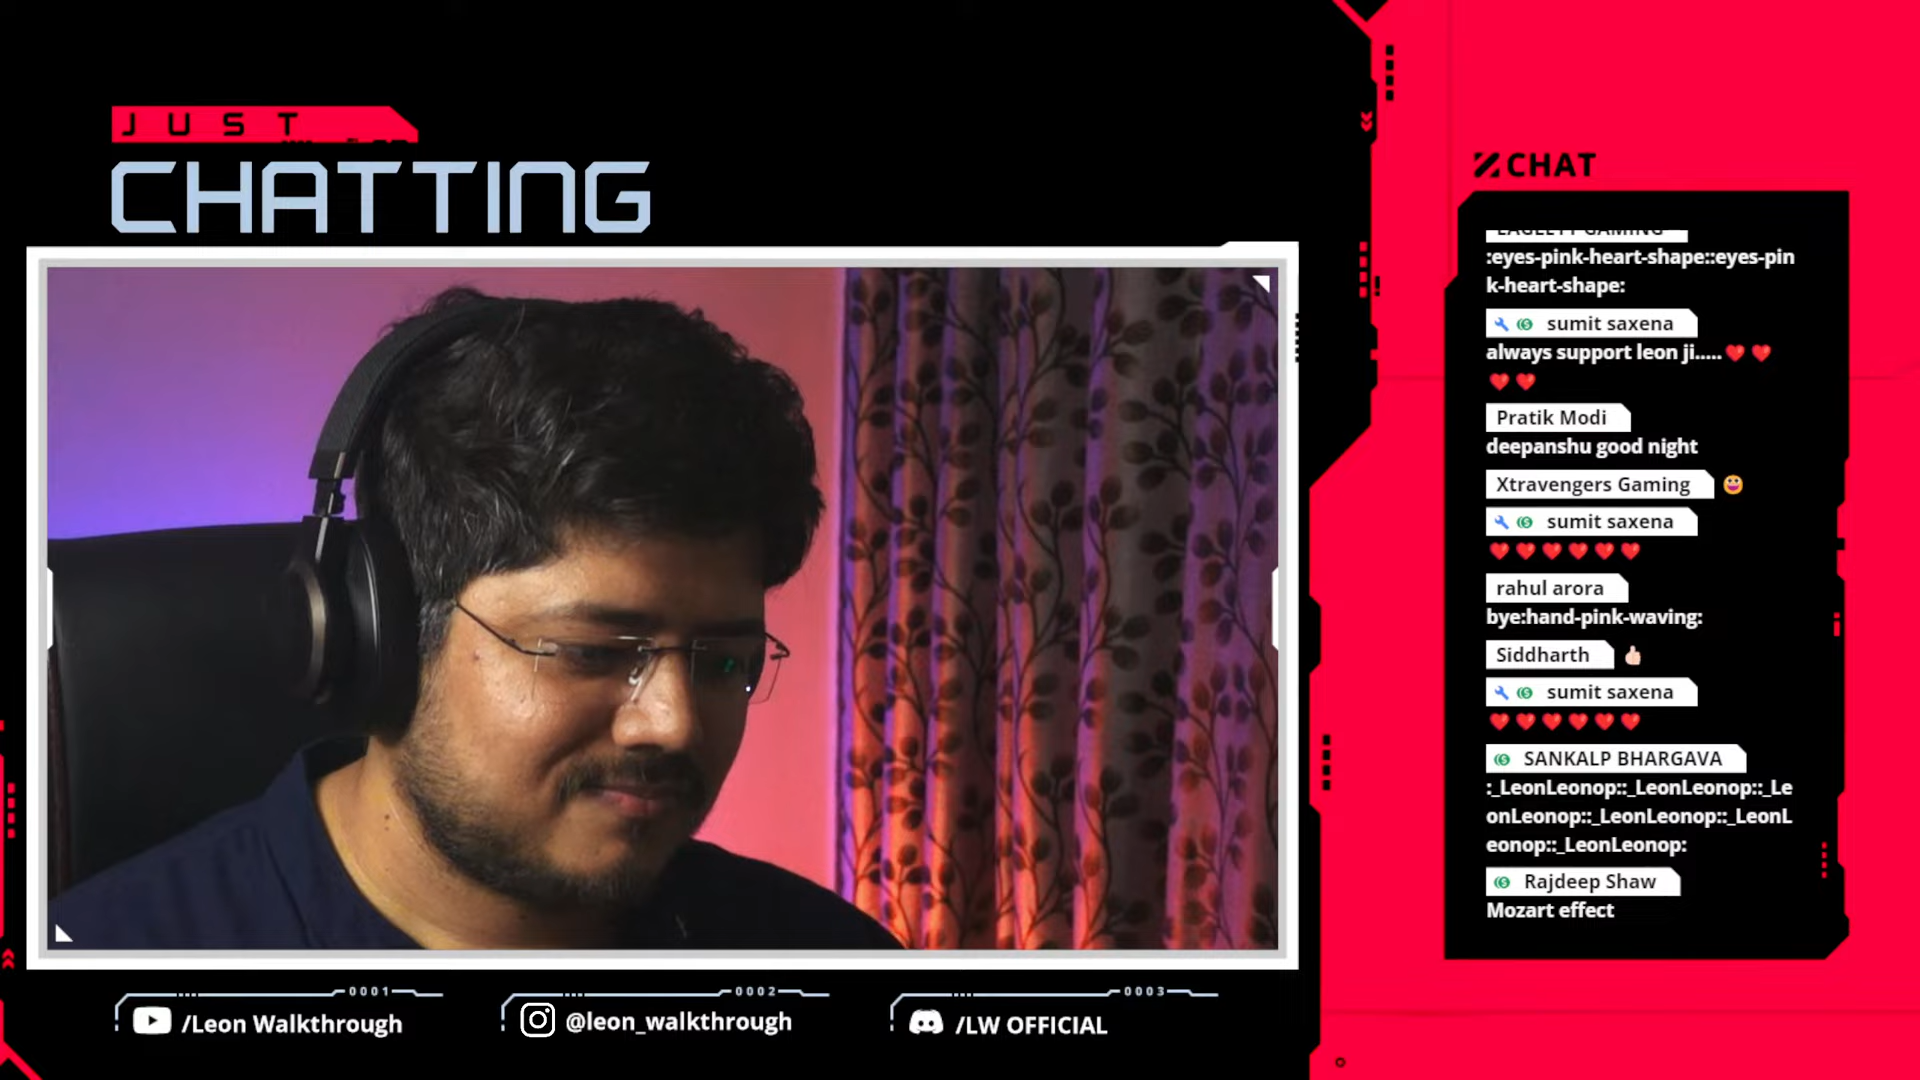 JUST
CHATTING
CHAT
:eyes-pink-heart-shape::eyes-pin
k-heart-shape:
sumit saxena
always support leon ji.....❤️ ❤️
❤️ ❤️
Pratik Modi
deepanshu good night
Xtravengers Gaming 😀
sumit saxena
❤️ ❤️ ❤️ ❤️ ❤️ ❤️
rahul arora
bye:hand-pink-waving:
Siddharth 👍🏻
sumit saxena
❤️ ❤️ ❤️ ❤️ ❤️ ❤️
SANKALP BHARGAVA
:_LeonLeonop::_LeonLeonop::_Le
onLeonop::_LeonLeonop::_LeonL
eonop::_LeonLeonop:
Rajdeep Shaw
Mozart effect
0001
/Leon Walkthrough
0002
@leon_walkthrough
0003
/LW OFFICIAL